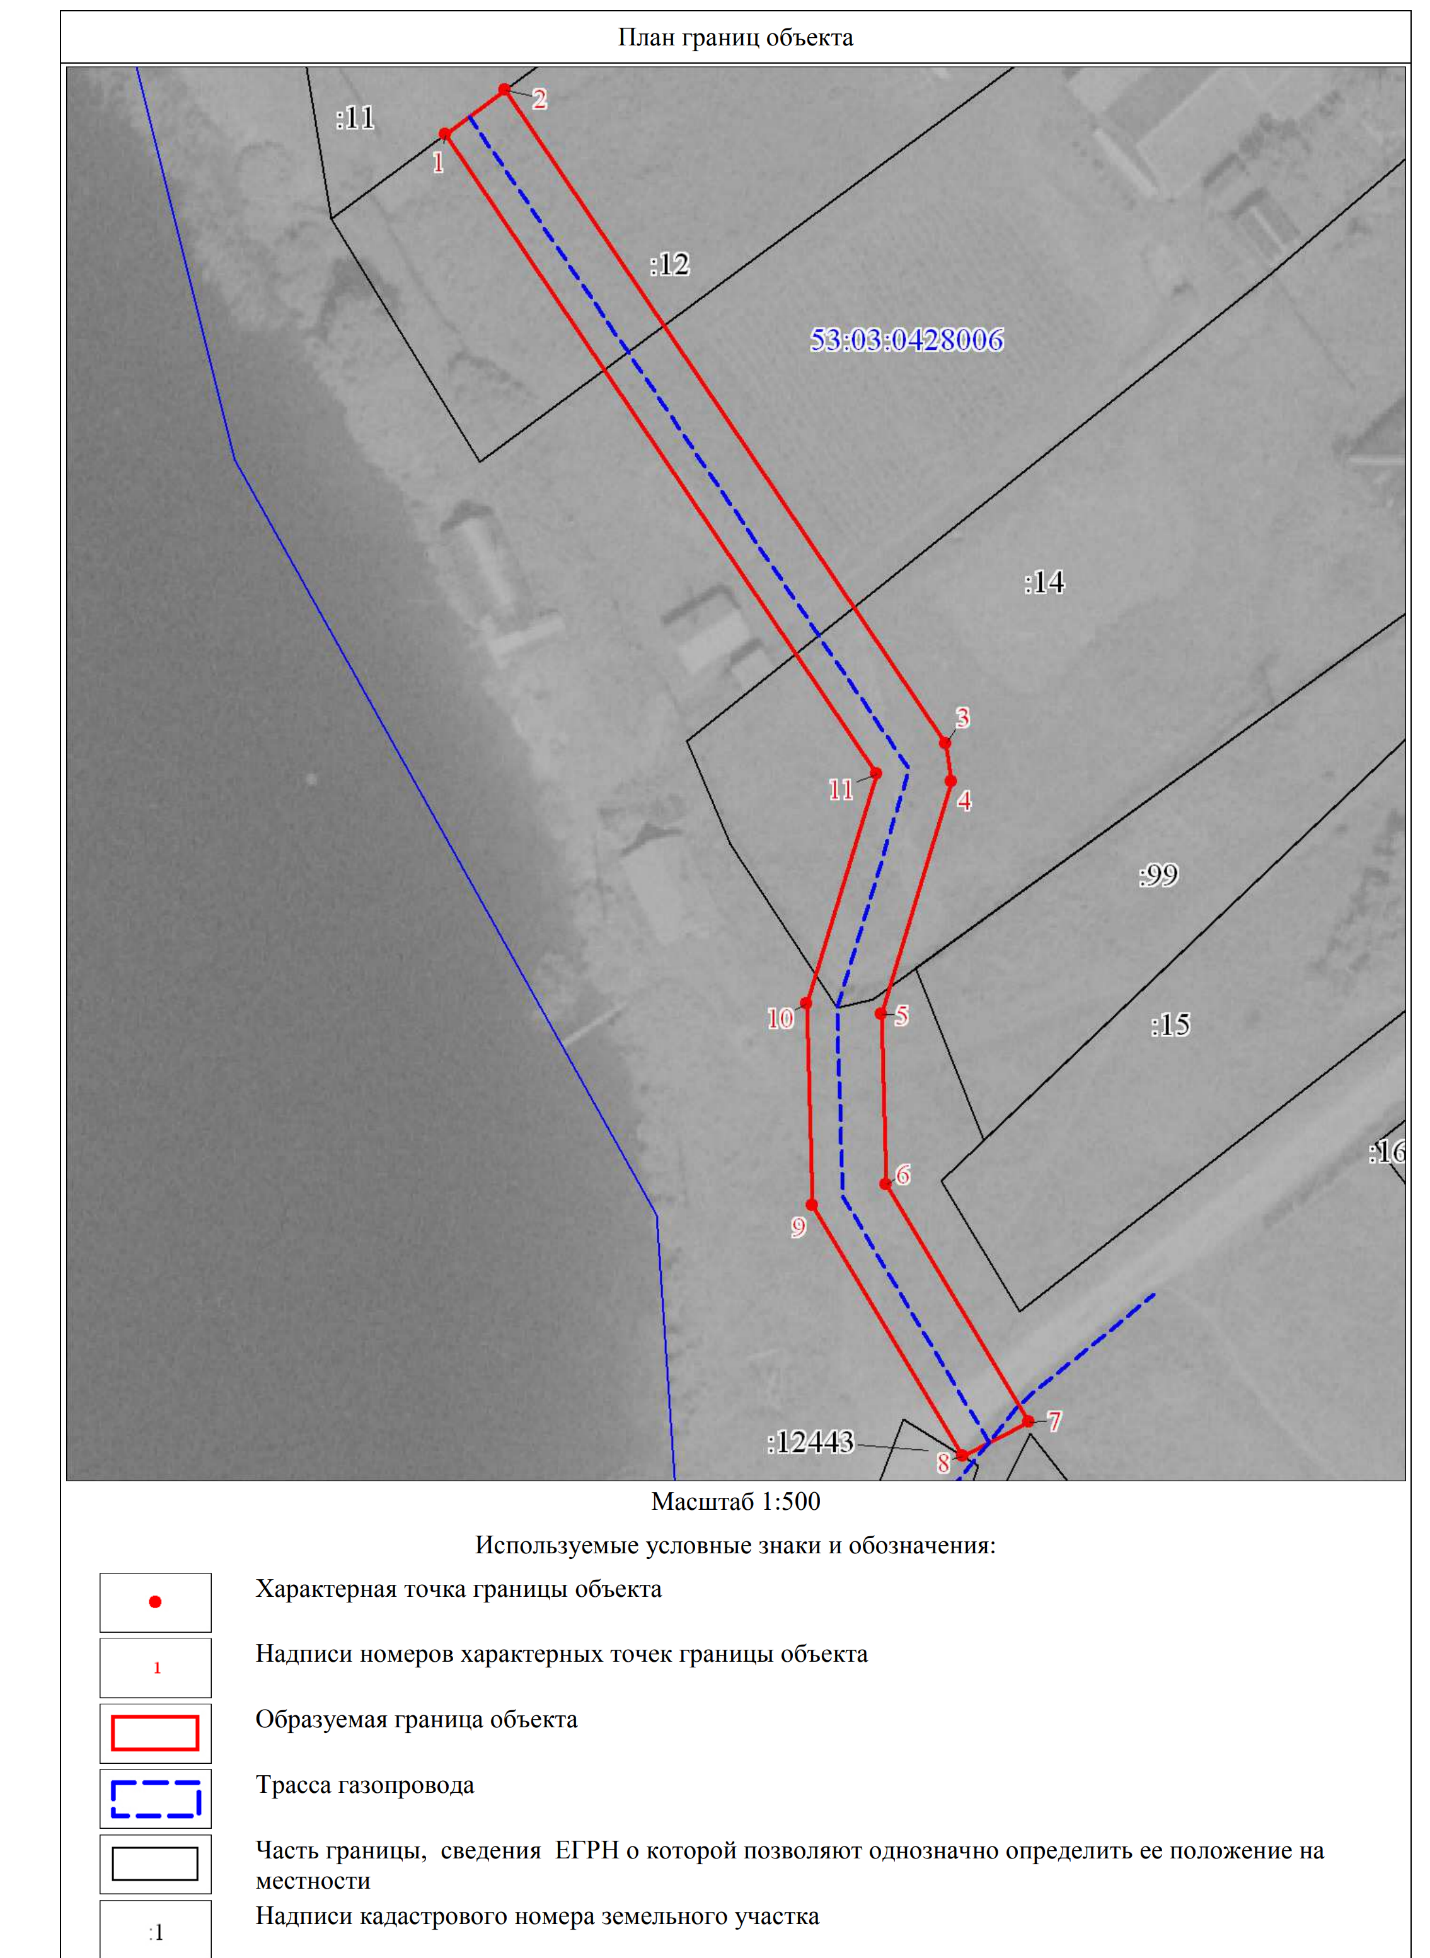 План границ объекта
2
:11
1
:12
53:03:0428006
:14
3
11
4
:99
10
5
:15
:16
6
9
7
:12443
8
Масштаб 1:500
Используемые условные знаки и обозначения:
Характерная точка границы объекта
1
Надписи номеров характерных точек границы объекта
Образуемая граница объекта
Трасса газопровода
Часть границы, сведения ЕГРН о которой позволяют однозначно определить ее положение на
местности
:1
Надписи кадастрового номера земельного участка